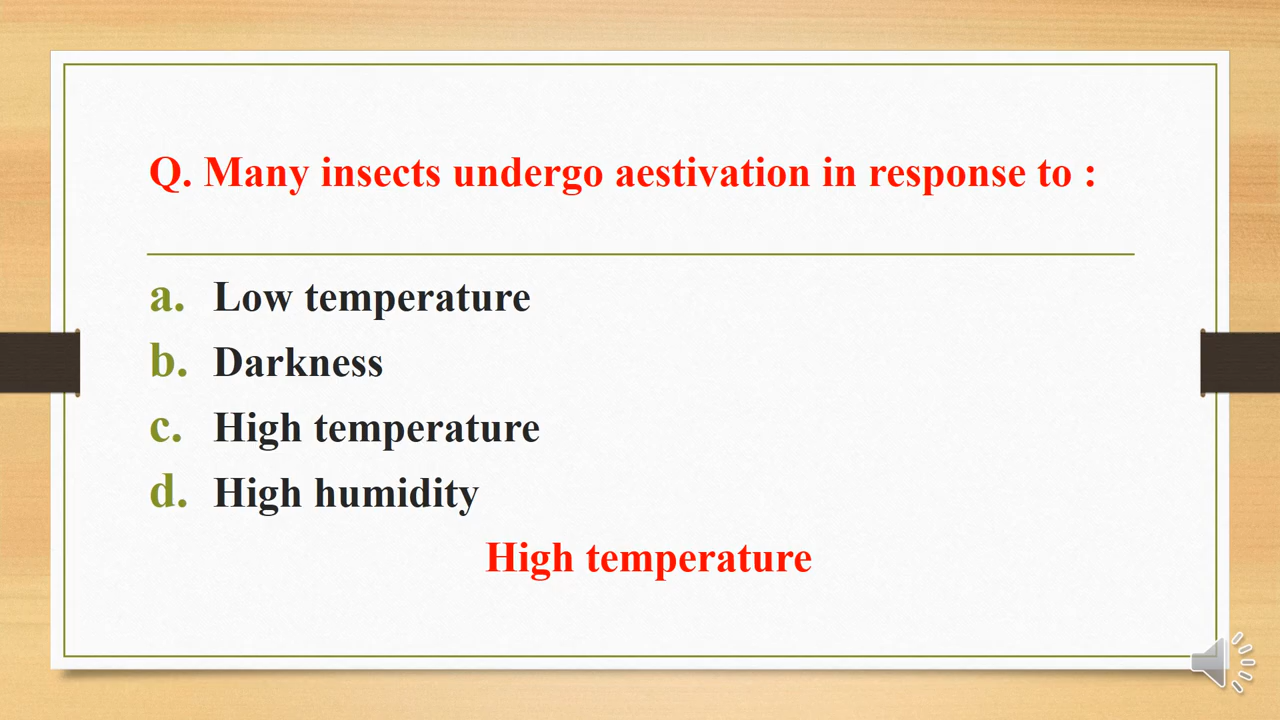 Q. Many insects undergo aestivation in response to :
a. Low temperature
b. Darkness
c. High temperature
d. High humidity
High temperature